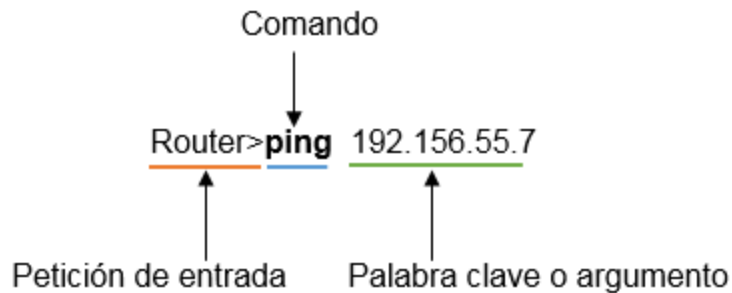 Comando
Router>ping 192.156.55.7
Petición de entrada
Palabra clave o argumento